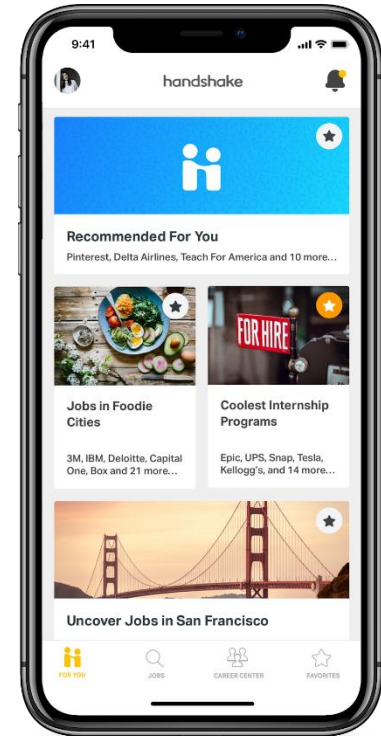 9:41
handshake
Recommended For You
Pinterest, Delta Airlines, Teach For America and 10 more...
FOR HIRE
Jobs in Foodie
Cities
3M, IBM, Deloitte, Capital
One, Box and 21 more...
Coolest Internship
Programs
Epic, UPS, Snap, Tesla,
Kellogg's, and 14 more...
Uncover Jobs in San Francisco
FOR YOU
JOBS
CAREER CENTER
FAVORITES